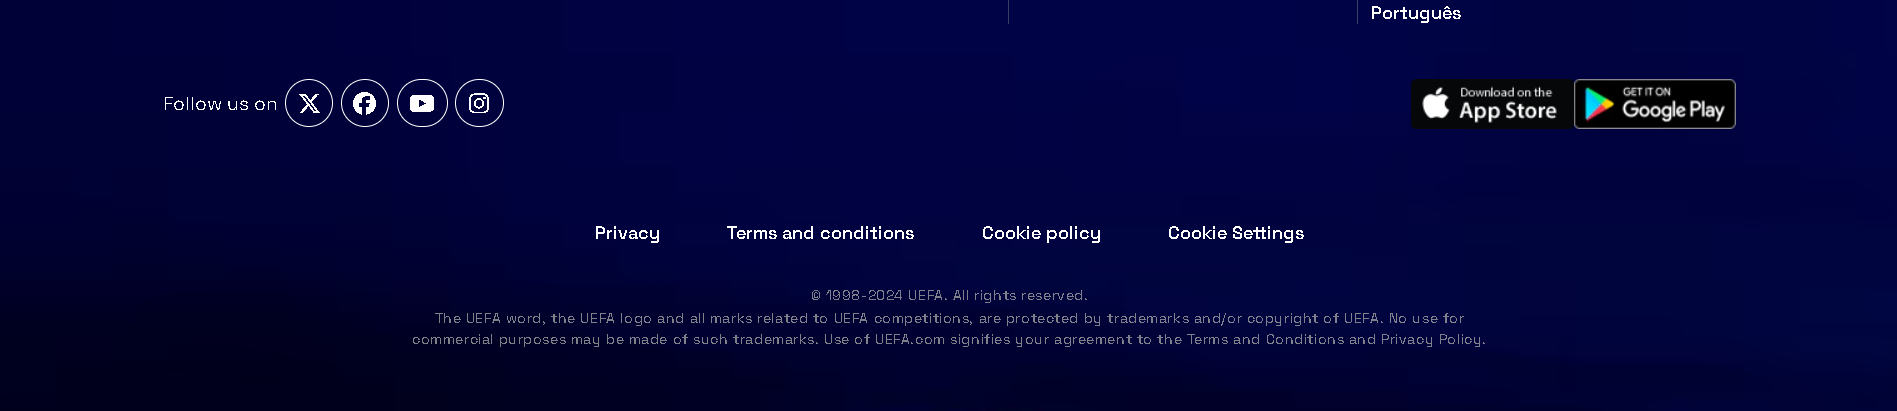 Português
Follow us on
Download on the
App Store
GET IT ON
Google Play
Privacy
Terms and conditions
Cookie policy
Cookie Settings
© 1998-2024 UEFA. All rights reserved.
The UEFA word, the UEFA logo and all marks related to UEFA competitions, are protected by trademarks and/or copyright of UEFA. No use for
commercial purposes may be made of such trademarks. Use of UEFA.com signifies your agreement to the Terms and Conditions and Privacy Policy.